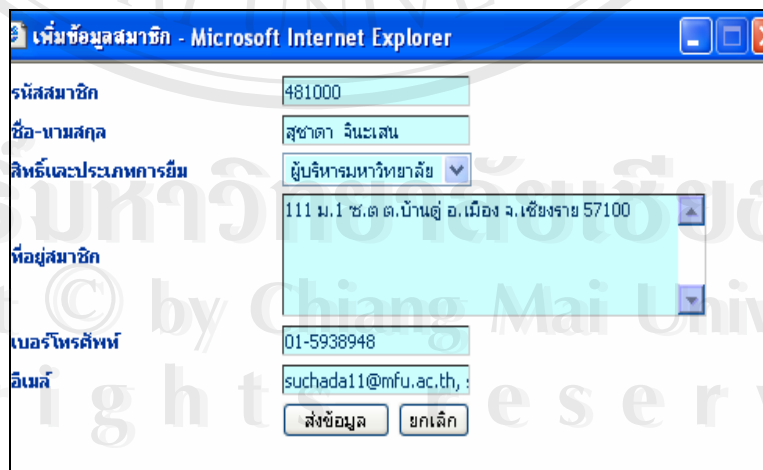 เพิ่มข้อมูลสมาชิก - Microsoft Internet Explorer
รหัสสมาชิก 481000
ชื่อ-นามสกุล สุชาดา จินะเสน
สิทธิ์และประเภทการยืม ผู้บริหารมหาวิทยาลัย
ที่อยู่สมาชิก 111 ม.1 ซ.ต ต.บ้านดู่ อ.เมือง จ.เชียงราย 57100
by Chiang Mai
เบอร์โทรศัพท์ 01-5938948
อีเมล์ suchada11@mfu.ac.th,
ส่งข้อมูล ยกเลิก